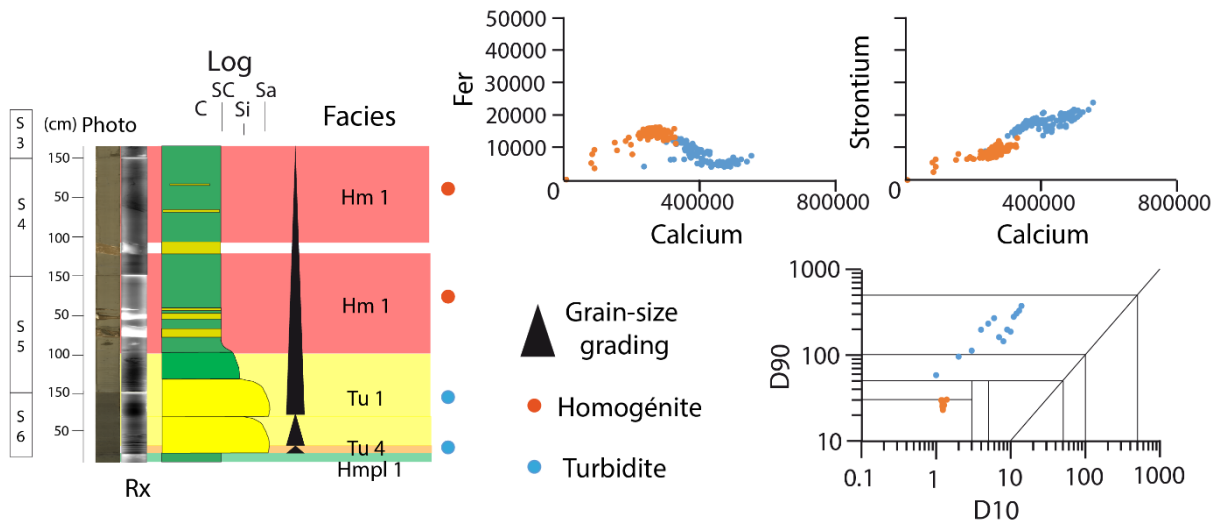 Log
SC
C
Si
Sa
S
3
(cm)
Photo
Facies
150
50
100
S
4
150
50
100
S
5
150
50
S
6
Hm 1
Hm 1
Tu 1
Tu 4
Hmpl 1
Rx
Fer
50000
40000
30000
20000
10000
0
400000
800000
Calcium
Strontium
0
400000
800000
Calcium
Grain-size
grading
Homogénite
Turbidite
D90
1000
100
10
0.1
1
10
100
1000
D10